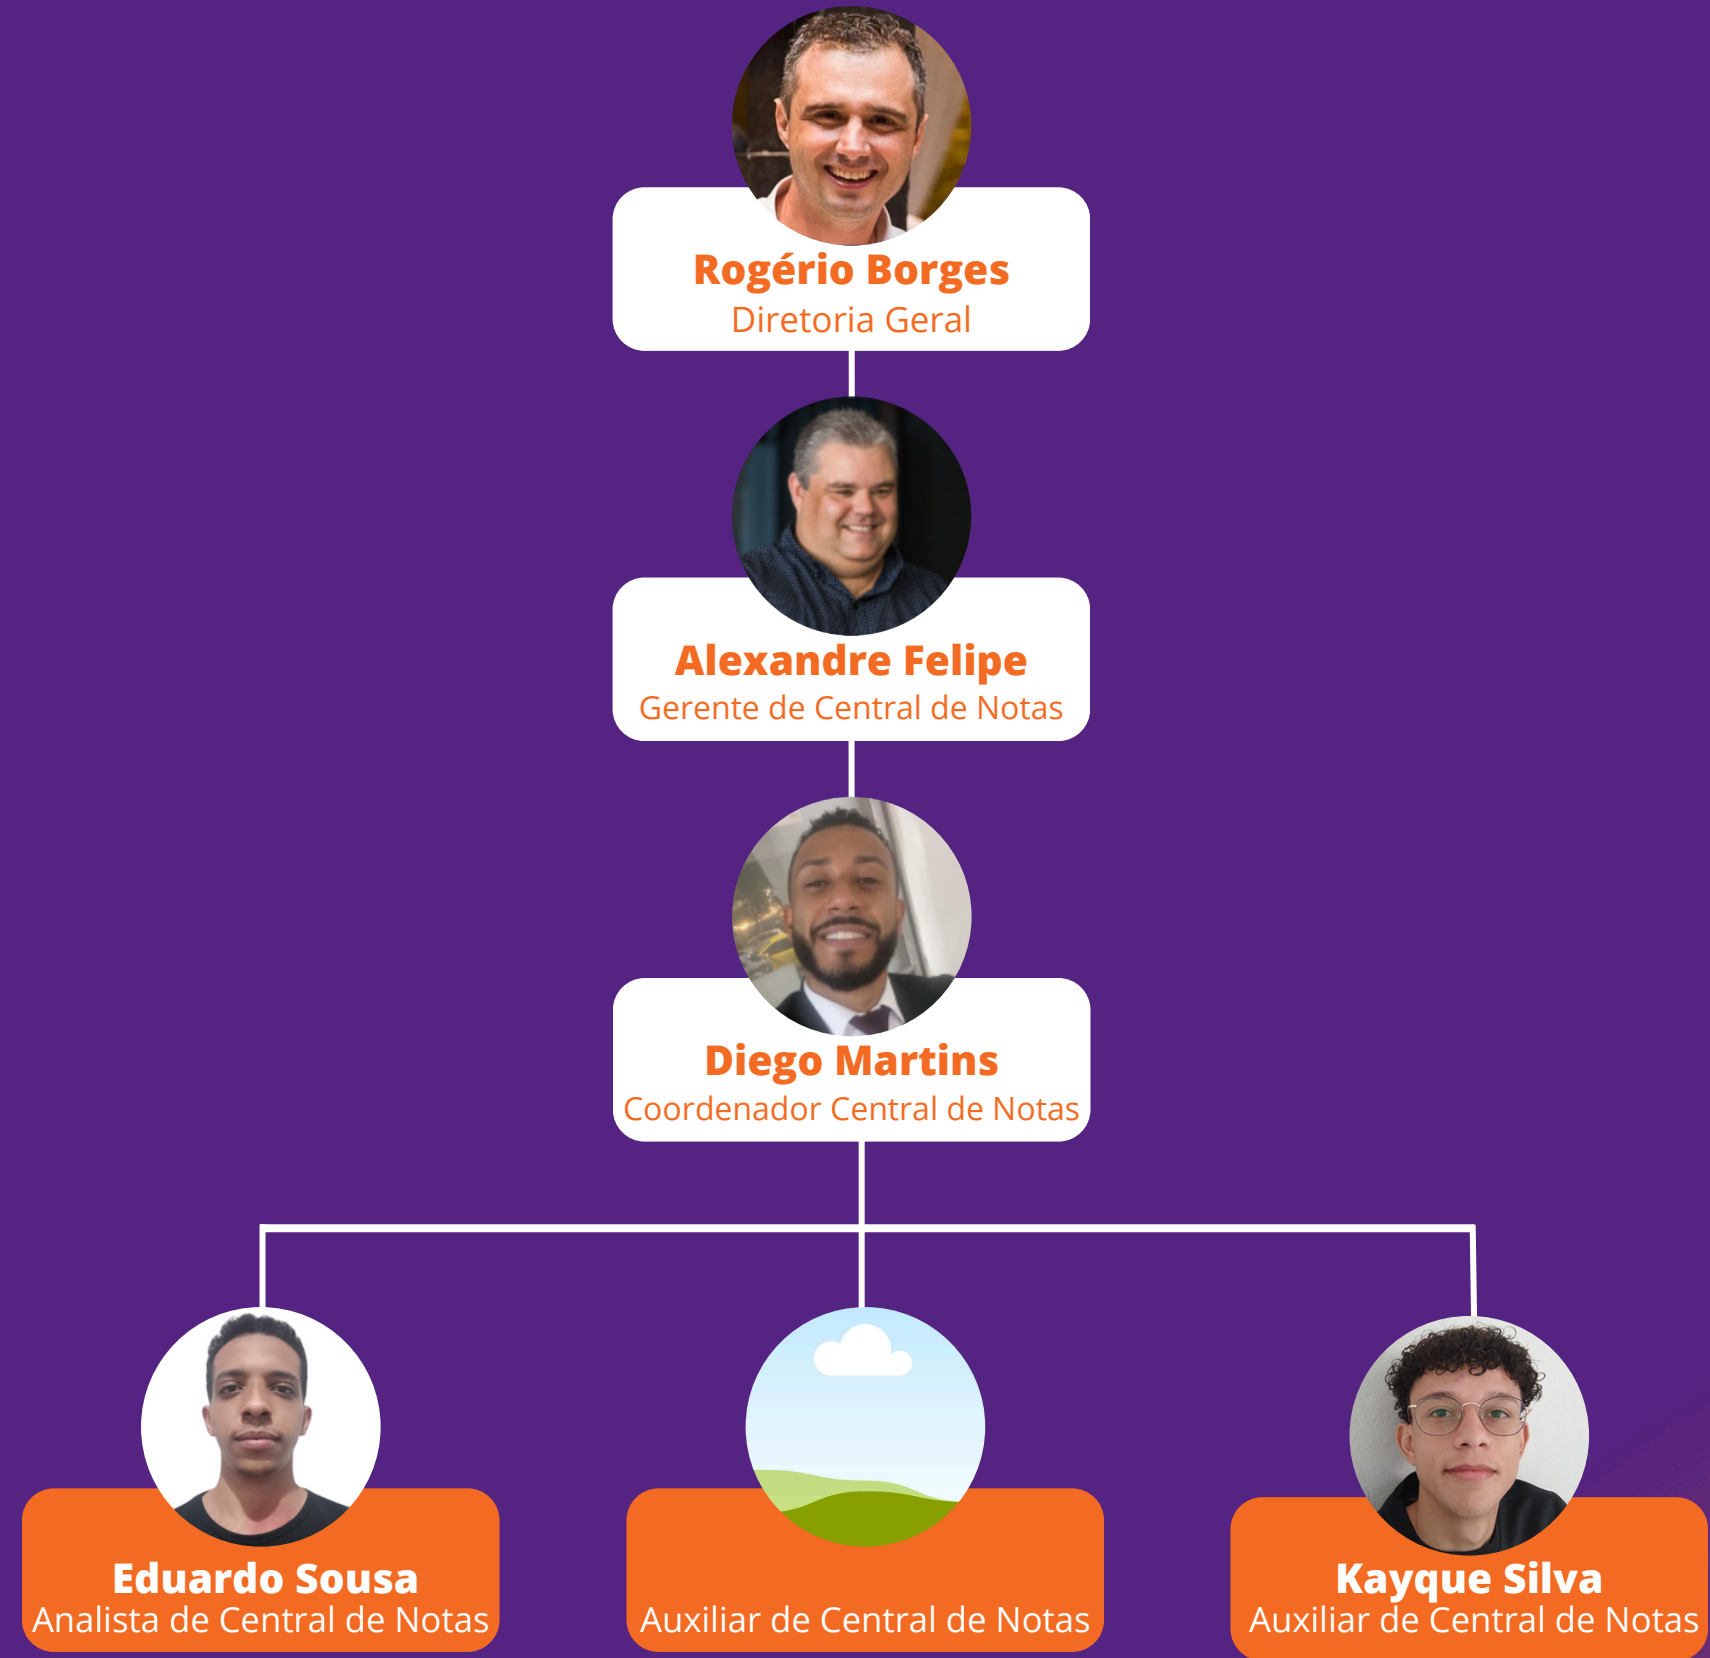 Rogério Borges
Diretoria Geral
Alexandre Felipe
Gerente de Central de Notas
Diego Martins
Coordenador Central de Notas
Eduardo Sousa
Analista de Central de Notas
Auxiliar de Central de Notas
Kayque Silva
Auxiliar de Central de Notas